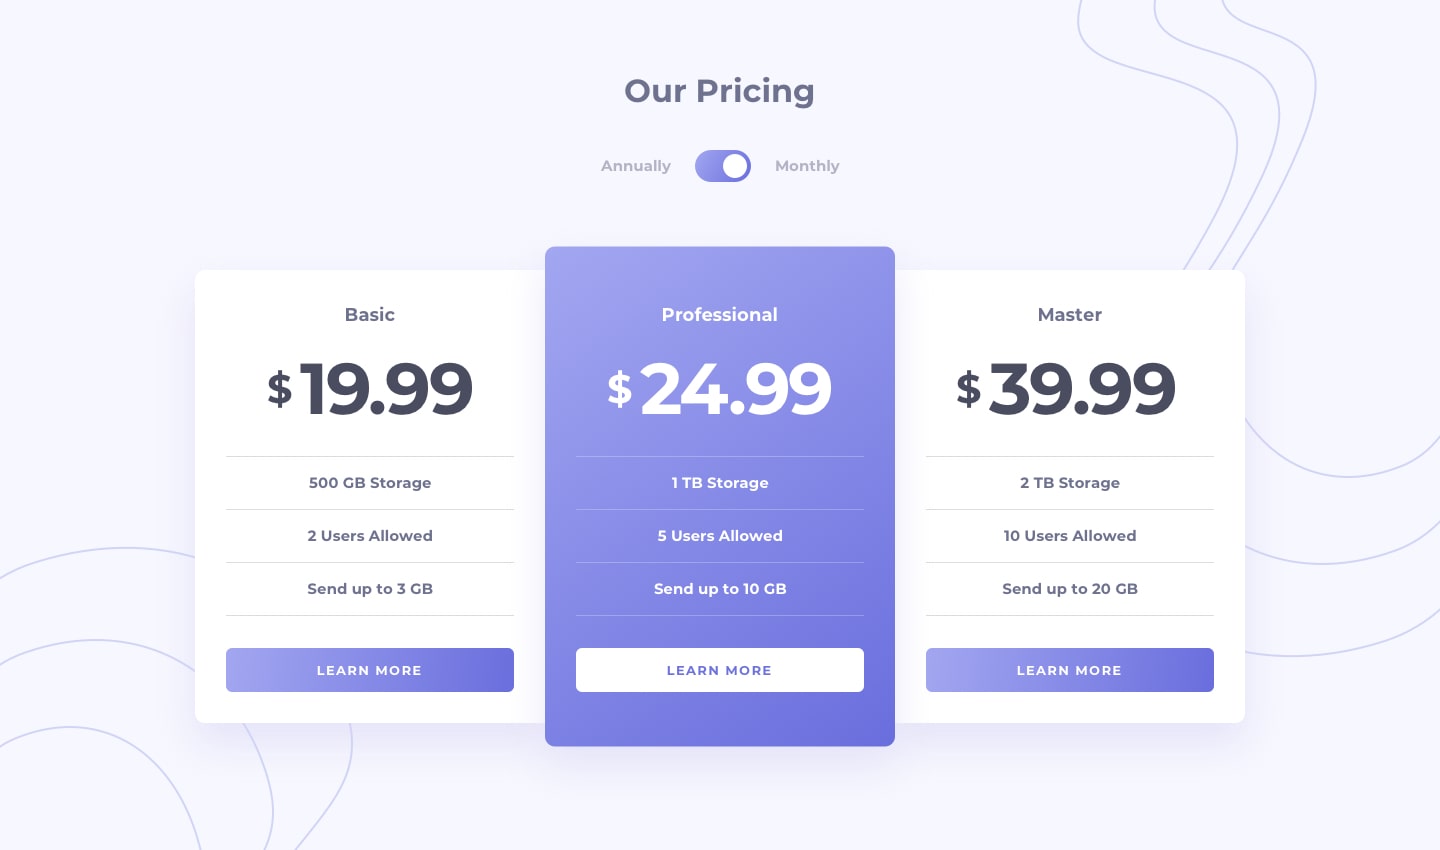 Our Pricing
Annually Monthly
Basic
$19.99
500 GB Storage
2 Users Allowed
Send up to 3 GB
LEARN MORE
Professional
$24.99
1 TB Storage
5 Users Allowed
Send up to 10 GB
LEARN MORE
Master
$39.99
2 TB Storage
10 Users Allowed
Send up to 20 GB
LEARN MORE